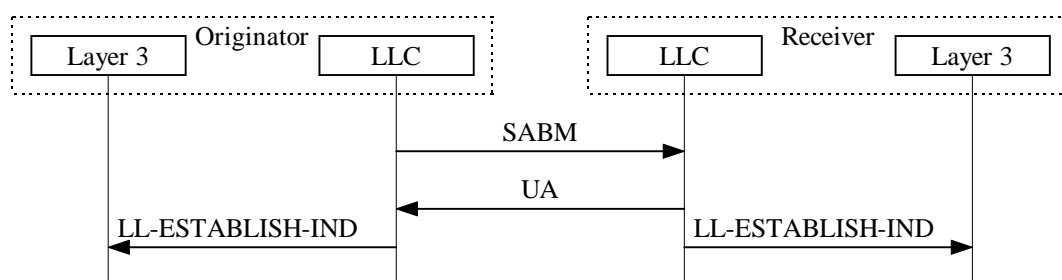 Originator
Receiver
Layer 3
LLC
LLC
Layer 3
SABM
UA
LL-ESTABLISH-IND
LL-ESTABLISH-IND